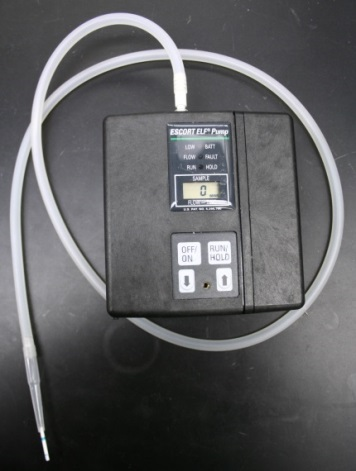 ESCORT ELF® Pump
LOW BATT
FLOW FAULT
RUN HOLD
SAMPLE
0
OFF/ RUN/
ON HOLD